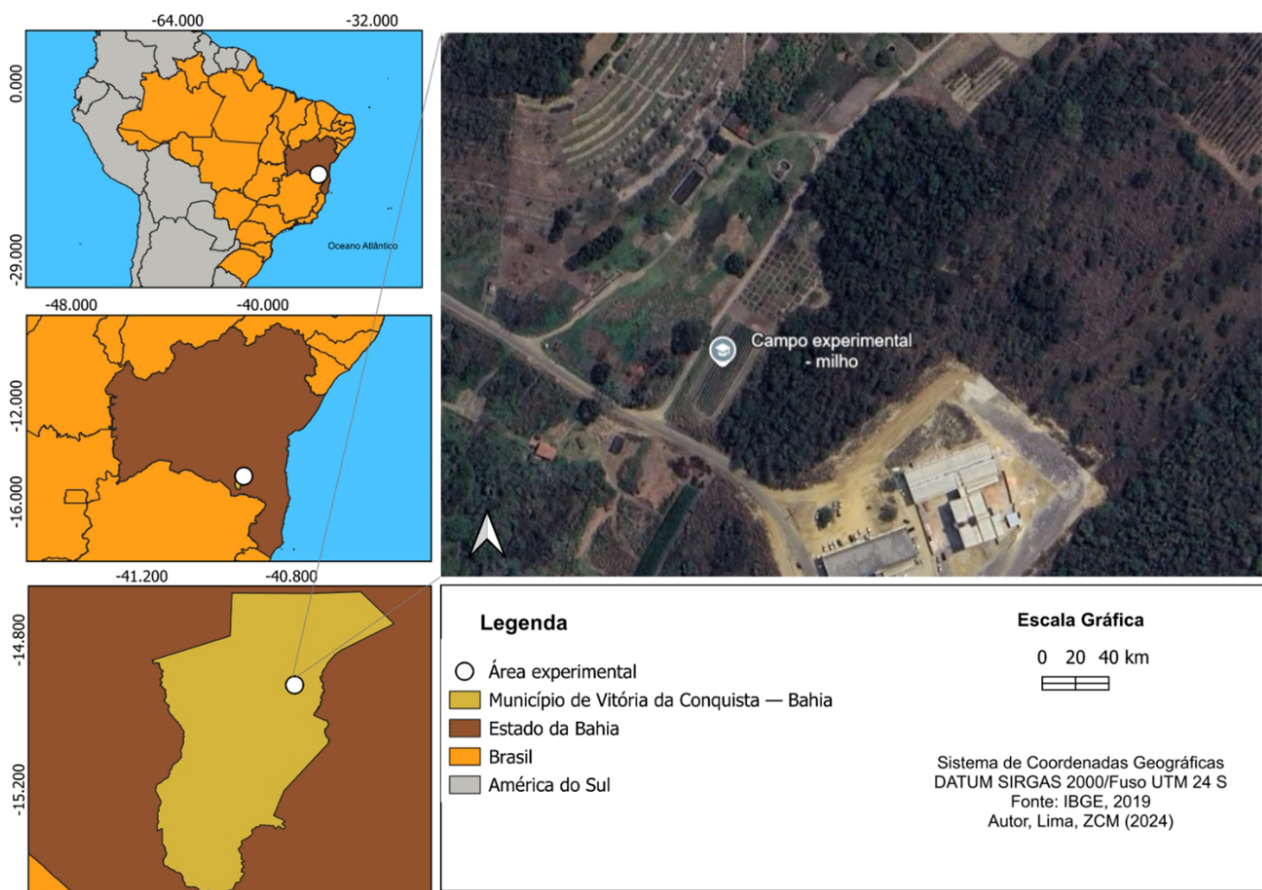 -64.000
-32.000
0.000
-29.000
Oceano Atlântico
-48.000
-40.000
-12.000
-16.000
-41.200
-40.800
-14.800
-15.200
Campo experimental
- milho
Legenda
Área experimental
Município de Vitória da Conquista — Bahia
Estado da Bahia
Brasil
América do Sul
Escala Gráfica
0 20 40 km
Sistema de Coordenadas Geográficas
DATUM SIRGAS 2000/Fuso UTM 24 S
Fonte: IBGE, 2019
Autor, Lima, ZCM (2024)